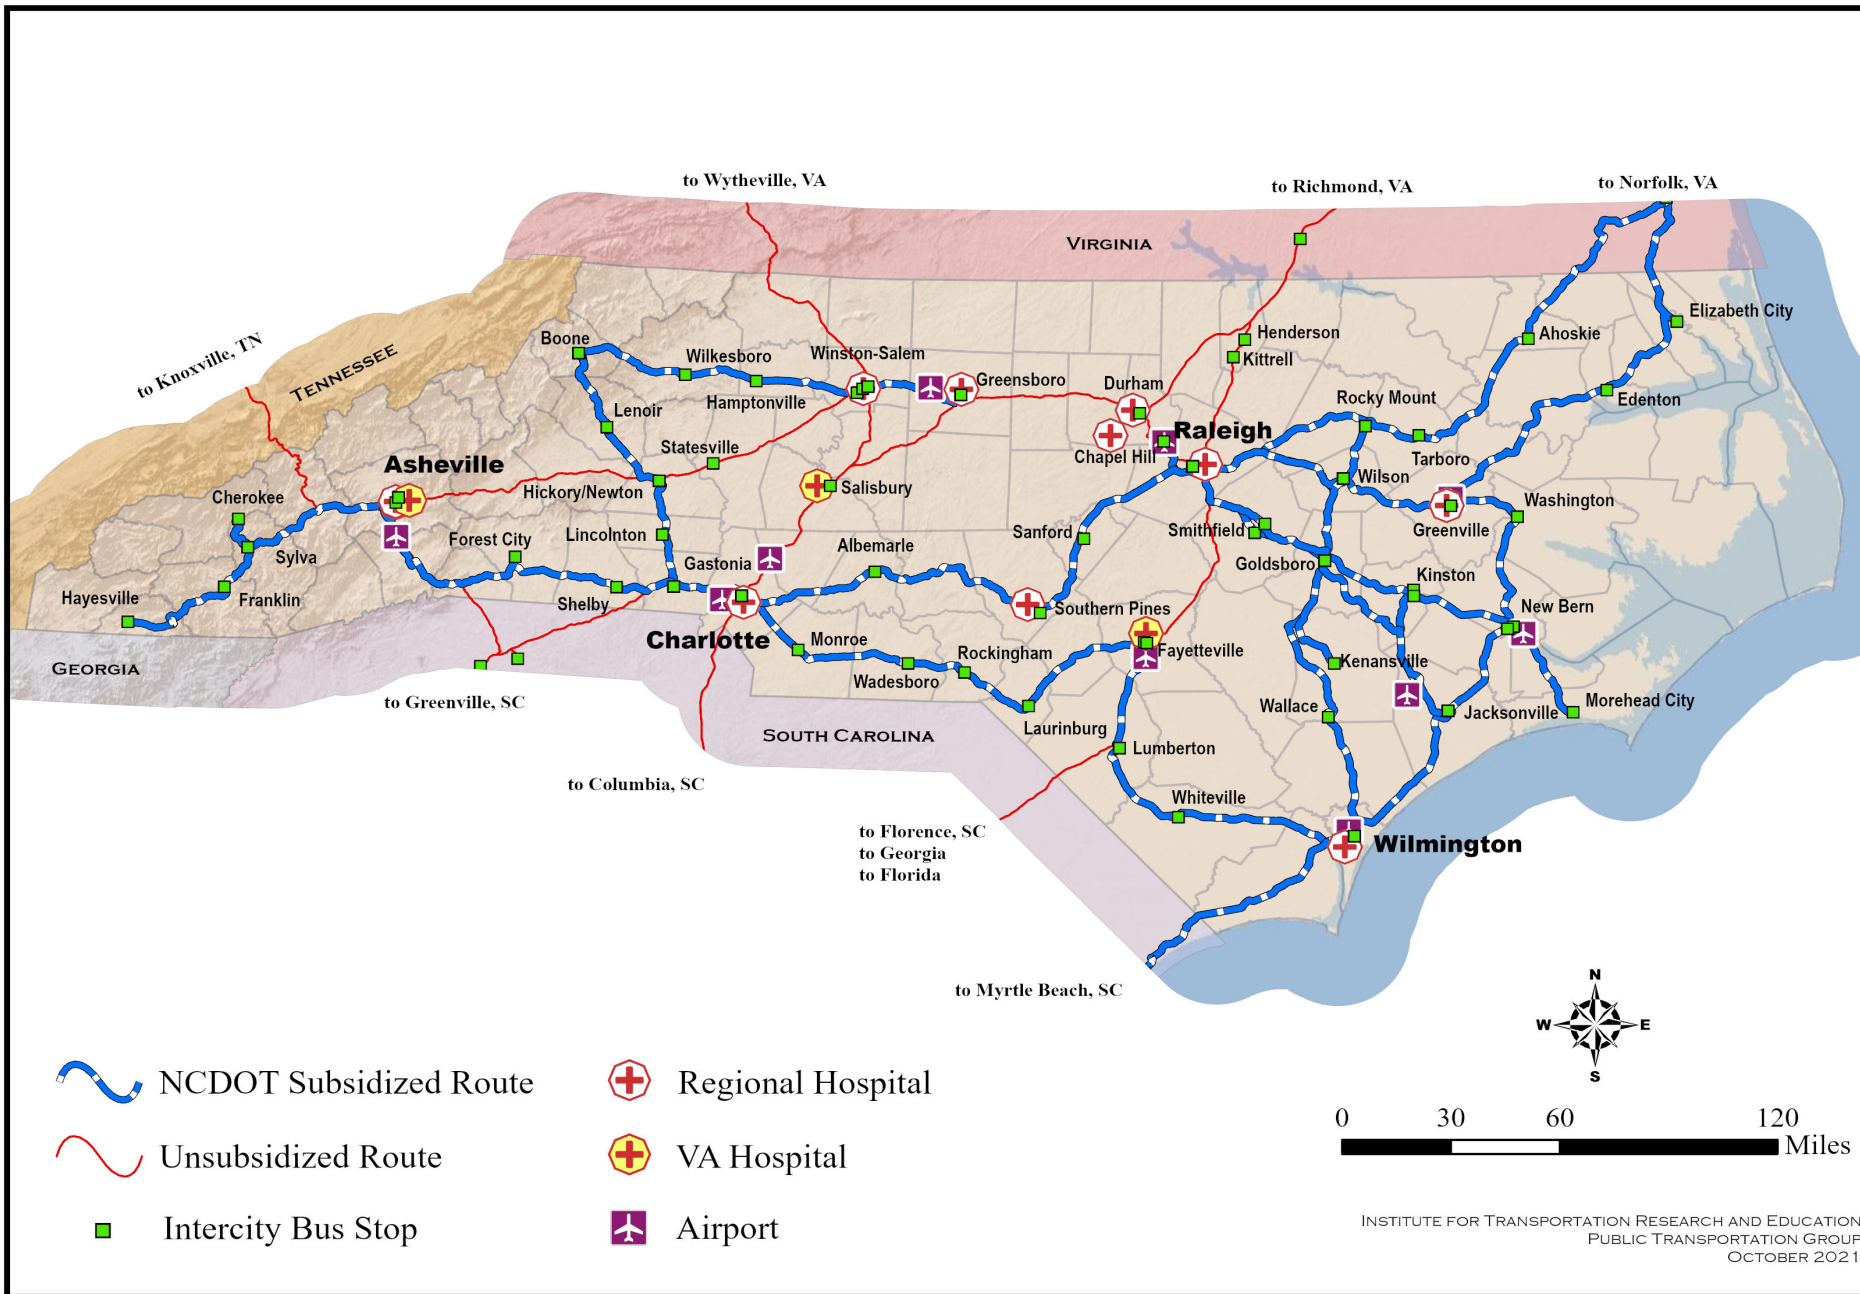 to Wytheville, VA
to Richmond, VA
to Norfolk, VA
VIRGINIA
to Knoxville, TN
TENNESSEE
Elizabeth City
Ahoskie
Henderson
Kittrell
Boone
Wilkesboro
Winston-Salem
Greensboro
Durham
Hamptonville
Lenoir
Rocky Mount
Edenton
Raleigh
Chapel Hill
Tarboro
Statesville
Asheville
Hickory/Newton
Salisbury
Wilson
Cherokee
Washington
Greenville
Sylva
Forest City
Lincolnton
Albemarle
Sanford
Smithfield
Gastonia
Goldsboro
Kinston
Hayesville
Franklin
Shelby
Southern Pines
New Bern
Charlotte
Monroe
Rockingham
Fayetteville
Kenansville
GEORGIA
Wadesboro
to Greenville, SC
Wallace
Jacksonville
Morehead City
Laurinburg
SOUTH CAROLINA
Lumberton
to Columbia, SC
Whiteville
to Florence, SC
to Georgia
to Florida
Wilmington
to Myrtle Beach, SC
N
W
E
S
NCDOT Subsidized Route
Regional Hospital
Unsubsidized Route
VA Hospital
Intercity Bus Stop
Airport
0 30 60 120
Miles
INSTITUTE FOR TRANSPORTATION RESEARCH AND EDUCATION
PUBLIC TRANSPORTATION GROUP
OCTOBER 2021